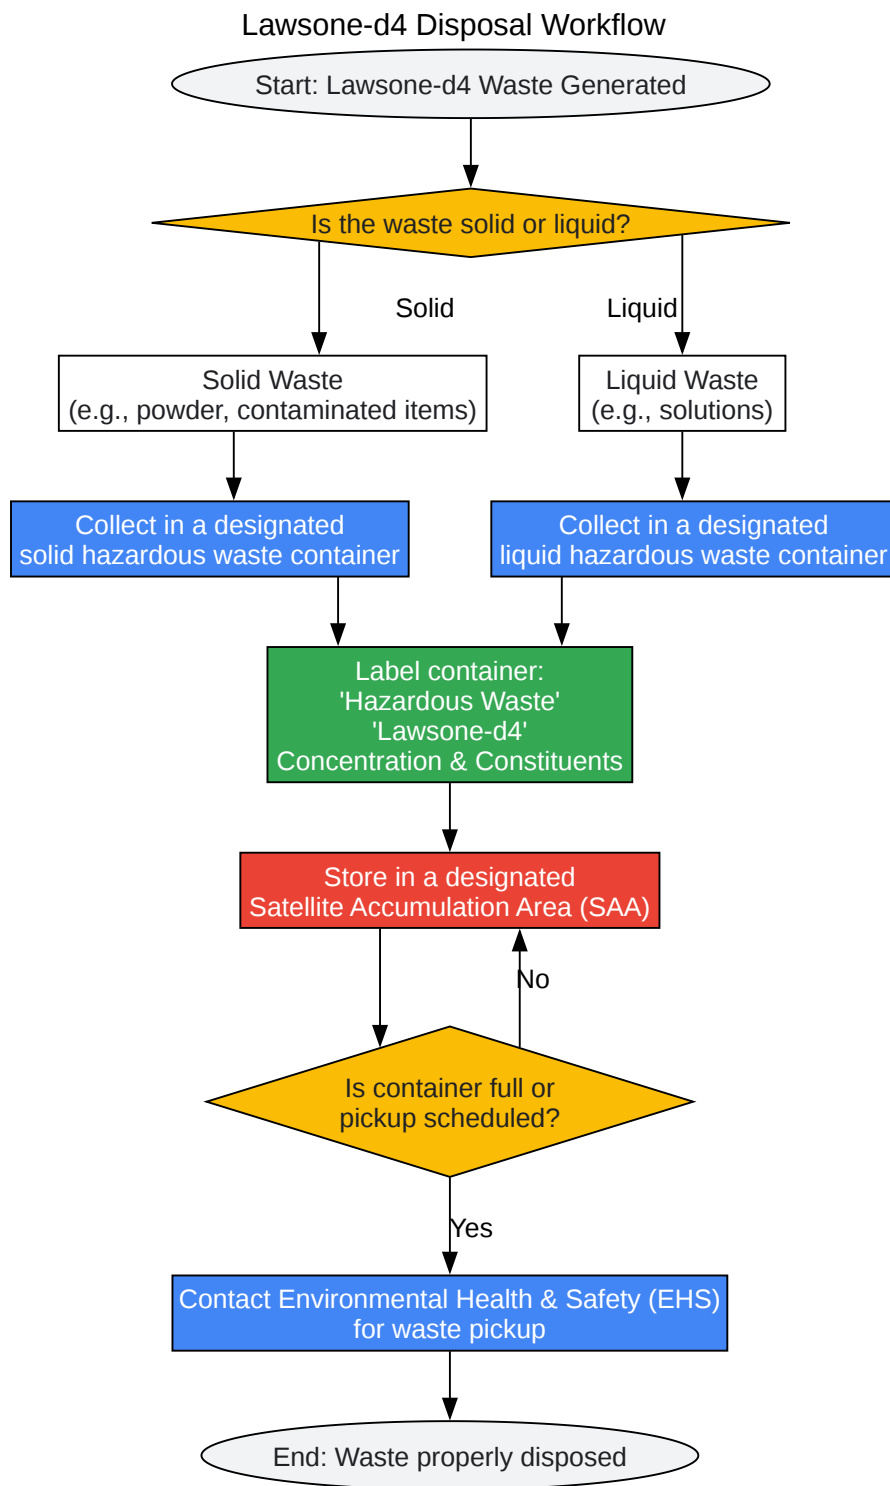 Lawsone-d4 Disposal Workflow
Start: Lawsone-d4 Waste Generated
Is the waste solid or liquid?
Solid
Liquid
Solid Waste
(e.g., powder, contaminated items)
Liquid Waste
(e.g., solutions)
Collect in a designated
solid hazardous waste container
Collect in a designated
liquid hazardous waste container
Label container:
'Hazardous Waste'
'Lawsone-d4'
Concentration & Constituents
Store in a designated
Satellite Accumulation Area (SAA)
No
Is container full or
pickup scheduled?
Yes
Contact Environmental Health & Safety (EHS)
for waste pickup
End: Waste properly disposed